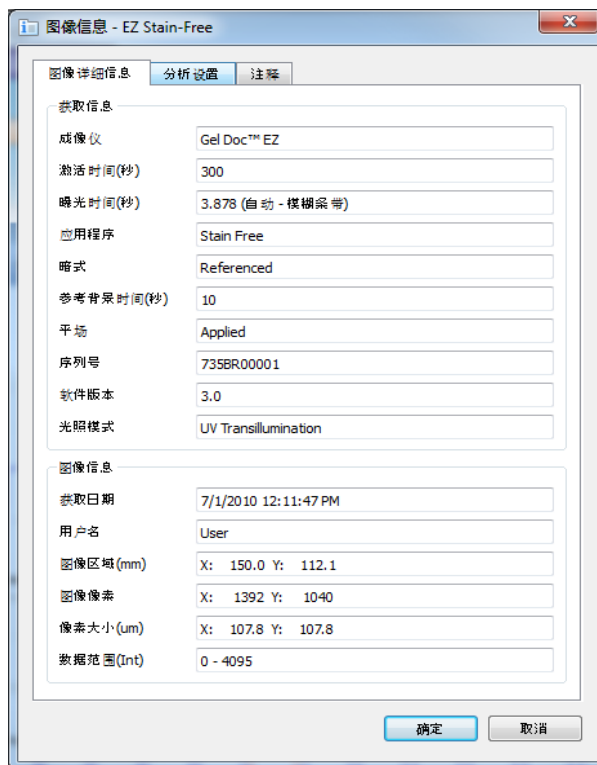 图像信息 - EZ Stain-Free
图像详细信息 分析设置 注释
获取信息
成像仪 Gel Doc™ EZ
激活时间(秒) 300
曝光时间(秒) 3.878 (自动 - 模糊条带)
应用程序 Stain Free
暗式 Referenced
参考背景时间(秒) 10
平场 Applied
序列号 735BR00001
软件版本 3.0
光照模式 UV Transillumination
图像信息
获取日期 7/1/2010 12:11:47 PM
用户名 User
图像区域(mm) X: 150.0 Y: 112.1
图像像素 X: 1392 Y: 1040
像素大小(um) X: 107.8 Y: 107.8
数据范围(Int) 0 - 4095
确定 取消